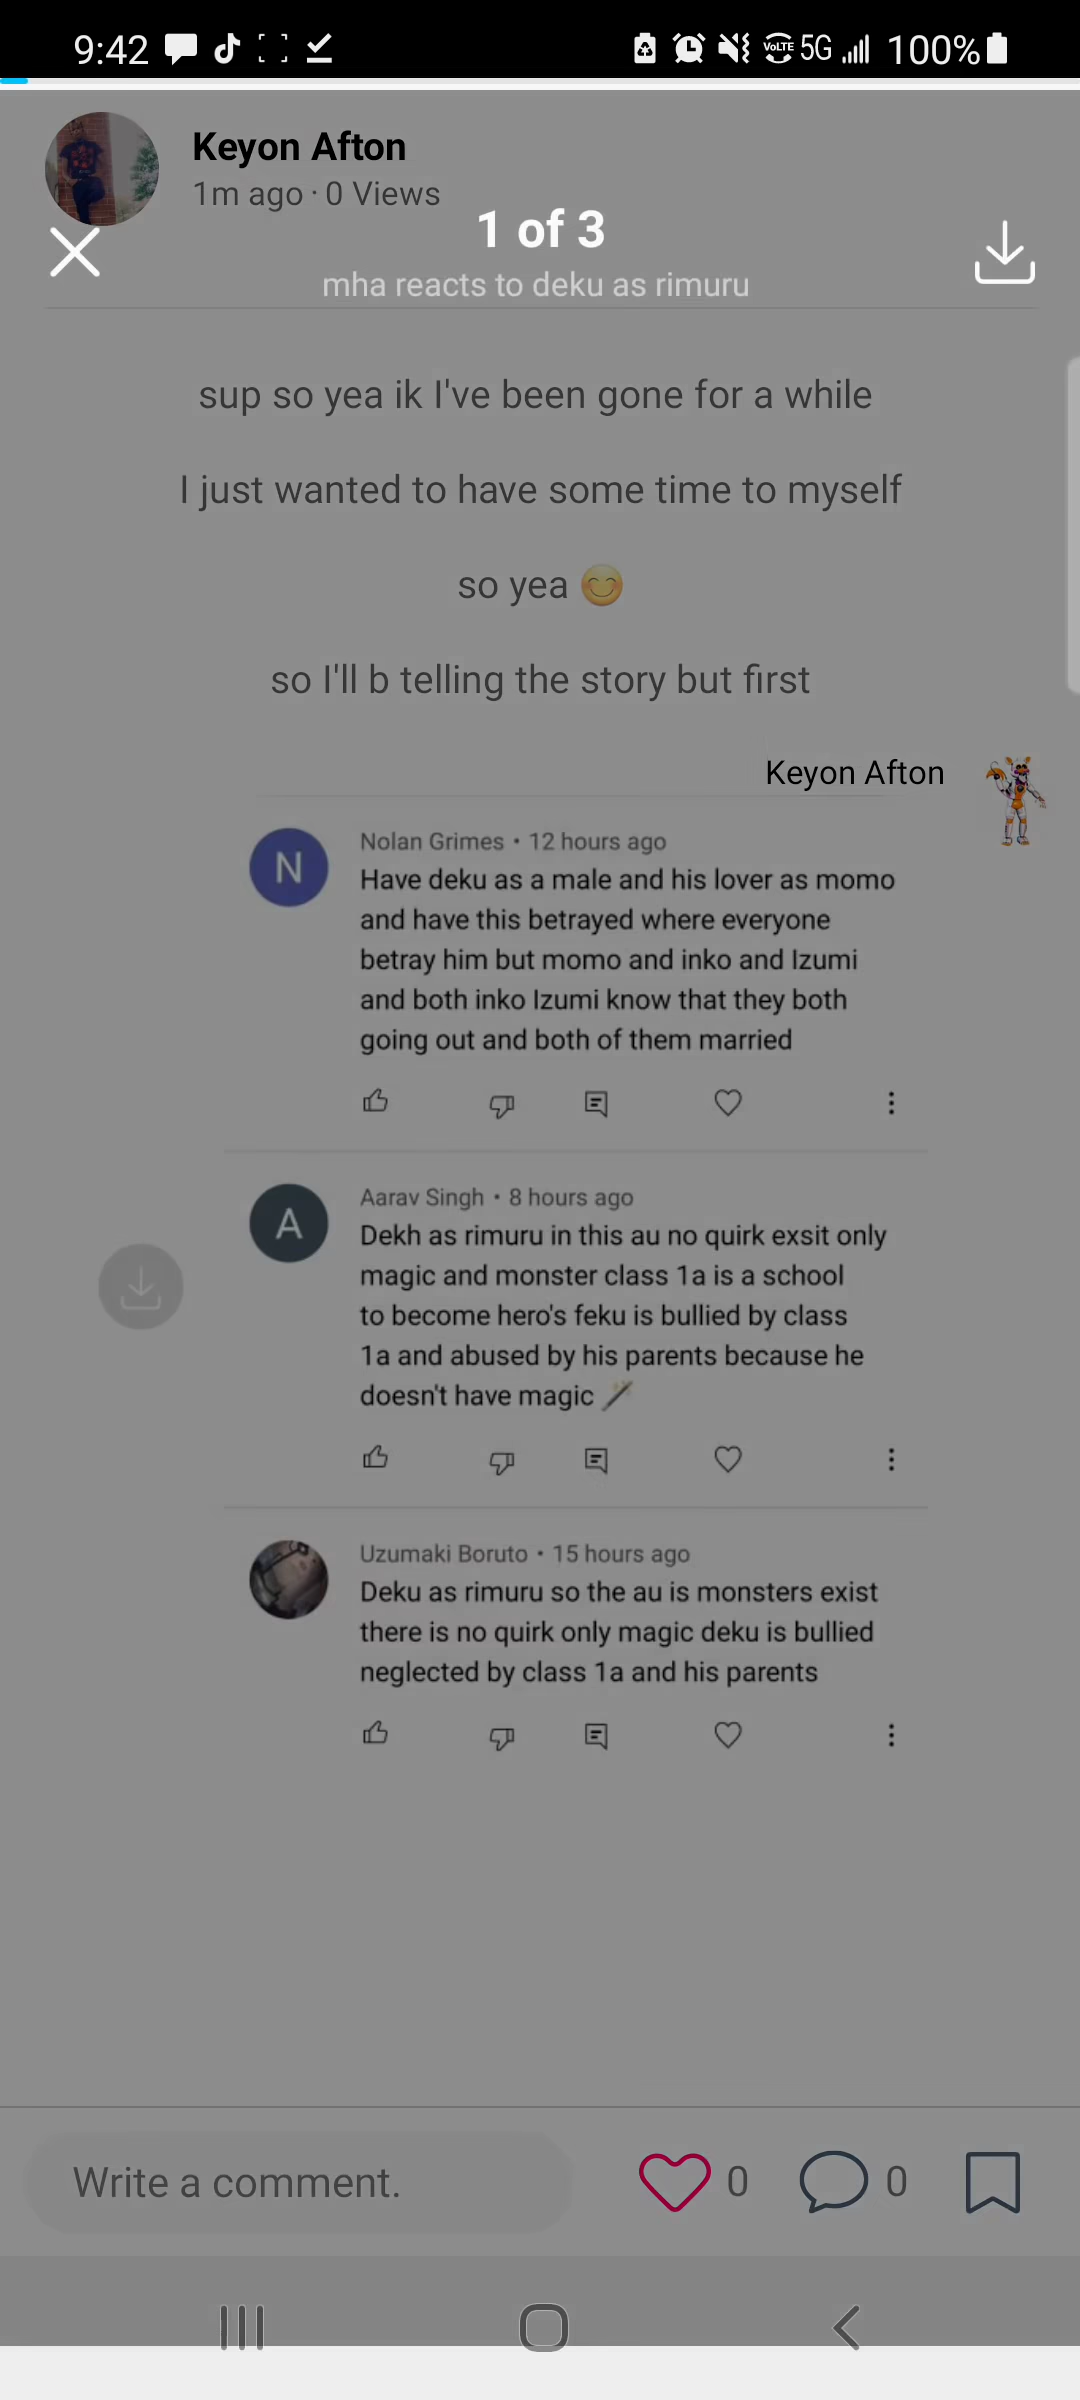 9:42
VoLTE 5G 100%
Keyon Afton
1m ago · 0 Views
1 of 3
mha reacts to deku as rimuru
sup so yea ik I've been gone for a while
I just wanted to have some time to myself
so yea 😊
so I'll b telling the story but first
Keyon Afton
N
Nolan Grimes • 12 hours ago
Have deku as a male and his lover as momo
and have this betrayed where everyone
betray him but momo and inko and Izumi
and both inko Izumi know that they both
going out and both of them married
A
Aarav Singh • 8 hours ago
Dekh as rimuru in this au no quirk exsit only
magic and monster class 1a is a school
to become hero's feku is bullied by class
1a and abused by his parents because he
doesn't have magic 🪄
Uzumaki Boruto • 15 hours ago
Deku as rimuru so the au is monsters exist
there is no quirk only magic deku is bullied
neglected by class 1a and his parents
Write a comment.
0
0